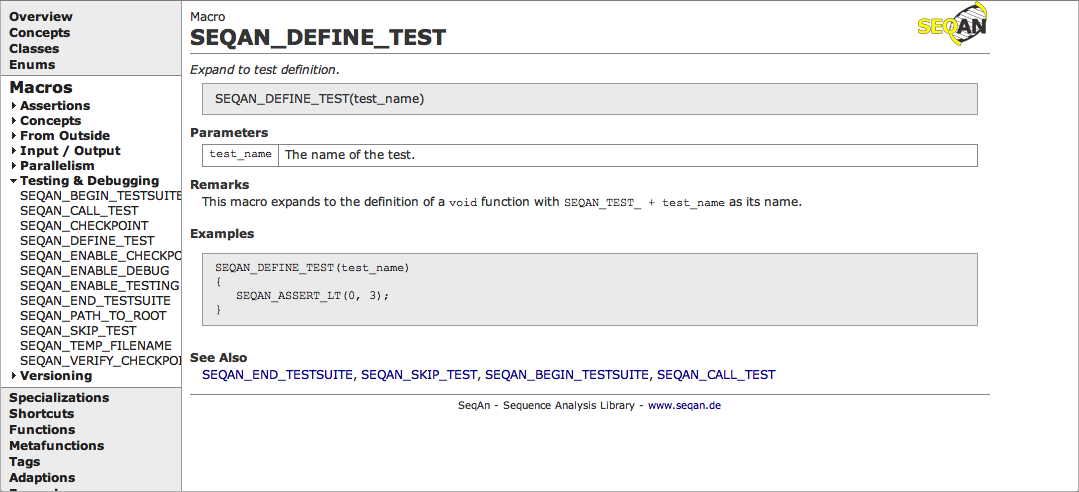 Overview
Concepts
Classes
Enums
Macros
Assertions
Concepts
From Outside
Input / Output
Parallelism
Testing & Debugging
SEQAN_BEGIN_TESTSUITE
SEQAN_CALL_TEST
SEQAN_CHECKPOINT
SEQAN_DEFINE_TEST
SEQAN_ENABLE_CHECKPO
SEQAN_ENABLE_DEBUG
SEQAN_ENABLE_TESTING
SEQAN_END_TESTSUITE
SEQAN_PATH_TO_ROOT
SEQAN_SKIP_TEST
SEQAN_TEMP_FILENAME
SEQAN_VERIFY_CHECKPOI
Versioning
Specializations
Shortcuts
Functions
Metafunctions
Tags
Adaptions
Macro
SEQAN_DEFINE_TEST
SEQAN
Expand to test definition.
SEQAN_DEFINE_TEST(test_name)
Parameters
test_name The name of the test.
Remarks
This macro expands to the definition of a void function with SEQAN_TEST_ + test_name as its name.
Examples
SEQAN_DEFINE_TEST(test_name)
{
SEQAN_ASSERT_LT(0, 3);
}
See Also
SEQAN_END_TESTSUITE, SEQAN_SKIP_TEST, SEQAN_BEGIN_TESTSUITE, SEQAN_CALL_TEST
SeqAn - Sequence Analysis Library - www.seqan.de